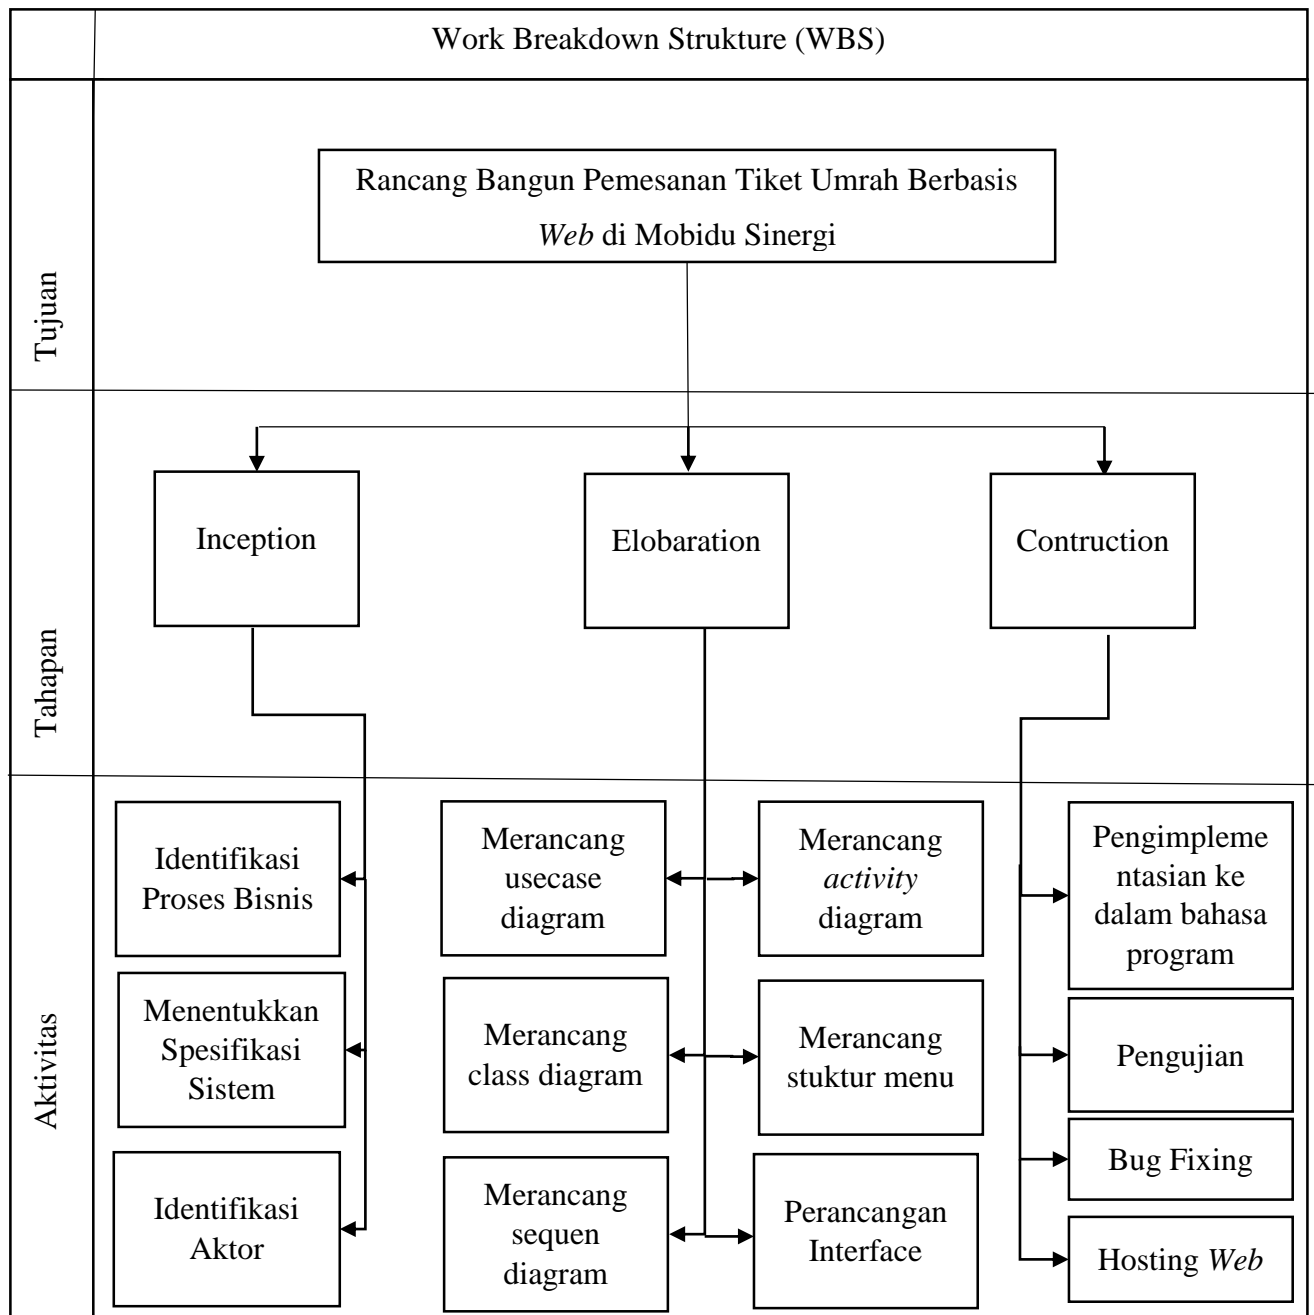 Work Breakdown Strukture (WBS)
Tujuan
Rancang Bangun Pemesanan Tiket Umrah Berbasis
Web di Mobidu Sinergi
Tahapan
Inception
Elobaration
Contruction
Aktivitas
Identifikasi
Proses Bisnis
Menentukkan
Spesifikasi
Sistem
Identifikasi
Aktor
Merancang
usecase
diagram
Merancang
class diagram
Merancang
sequen
diagram
Merancang
activity
diagram
Merancang
stuktur menu
Perancangan
Interface
Pengimpleme
ntasian ke
dalam bahasa
program
Pengujian
Bug Fixing
Hosting Web